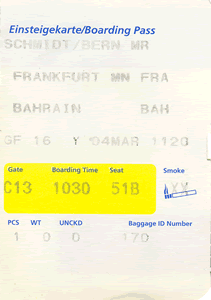 Einsteigekarte/Boarding Pass
SCHMIDT/BERN MR
FRANKFURT MN FRA
BAHRAIN BAH
GF 16 Y 04MAR 1120
Gate Boarding Time Seat Smoke
C13 1030 51B XX
PCS WT UNCKD Baggage ID Number
1 0 0 170